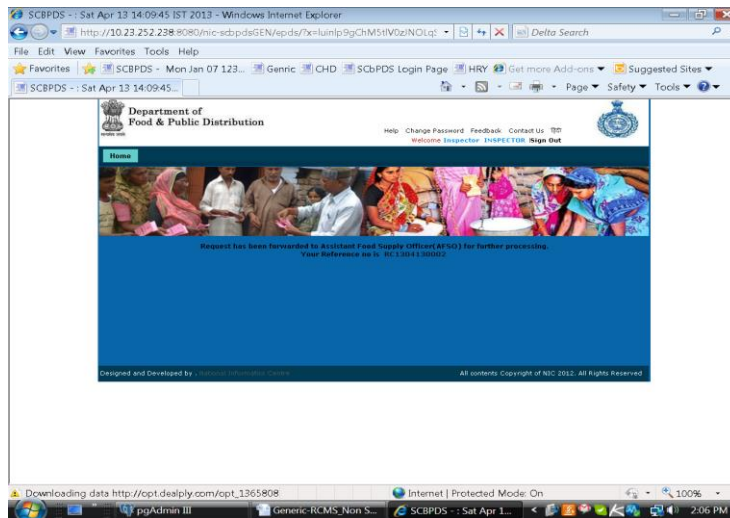 SCBPDS - : Sat Apr 13 14:09:45 IST 2013 - Windows Internet Explorer
http://10.23.252.238:8080/nic-scbpdsGEN/epds/?x=luinIp9gChM5tIV0zJNOLqS
Delta Search
File Edit View Favorites Tools Help
Favorites SCBPDS - Mon Jan 07 123... Genric CHD SCbPDS Login Page HRY Get more Add-ons Suggested Sites
SCBPDS - : Sat Apr 13 14:09:45... Page Safety Tools
Department of
Food & Public Distribution
Help Change Password Feedback Contact Us हिंदी
Welcome Inspector INSPECTOR !Sign Out
Home
Request has been forwarded to Assistant Food Supply Officer(AFSO) for further processing.
Your Reference no is RC1304130002
Designed and Developed by - National Informatics Centre All contents Copyright of NIC 2012. All Rights Reserved
Downloading data http://opt.dealply.com/opt_1365808 Internet | Protected Mode: On 100%
pgAdmin III Generic-RCMS_Non S... SCBPDS - : Sat Apr 1... 2:06 PM